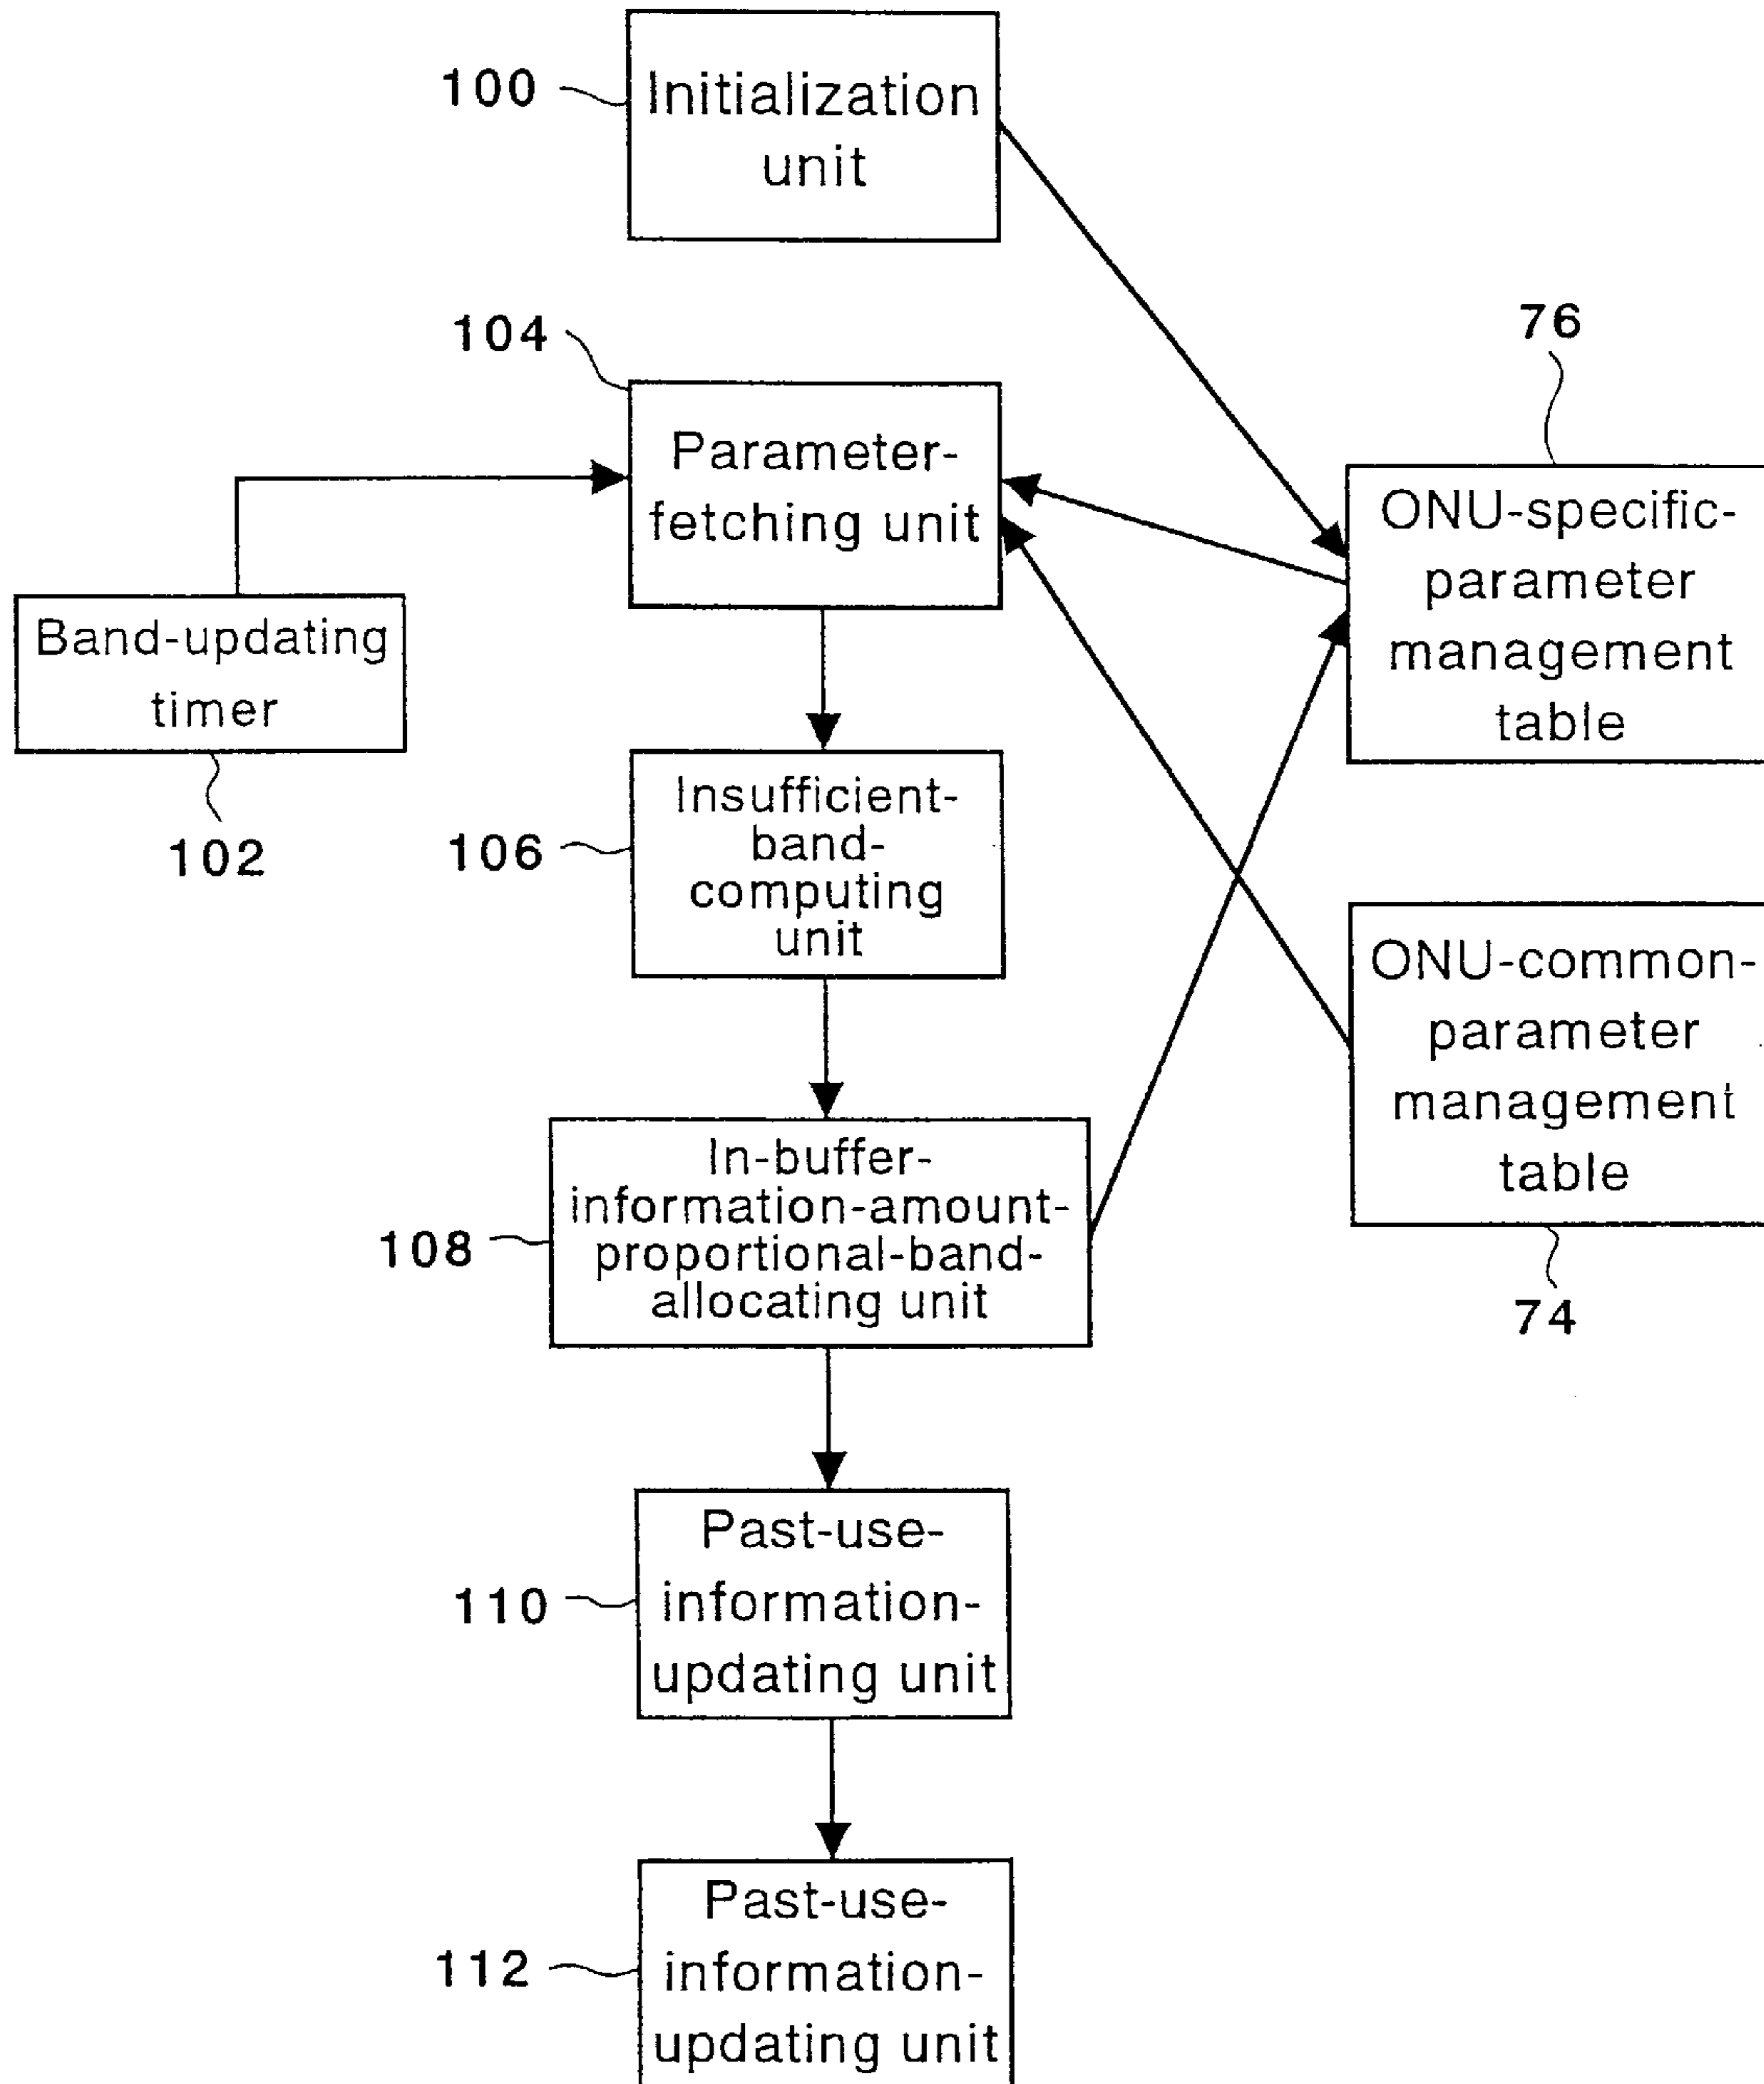 100
Initialization
unit
104
76
Parameter-
fetching unit
ONU-specific-
parameter
management
table
Band-updating
timer
102
106
Insufficient-
band-
computing
unit
ONU-common-
parameter
management
table
74
108
In-buffer-
information-amount-
proportional-band-
allocating unit
110
Past-use-
information-
updating unit
112
Past-use-
information-
updating unit